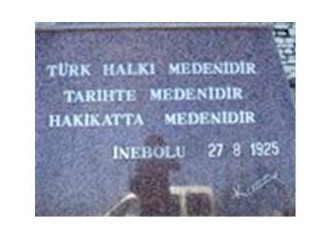 TÜRK HALKI MEDENİDİR
TARİHTE MEDENİDİR
HAKİKATTA MEDENİDİR
İNEBOLU 27 8 1925